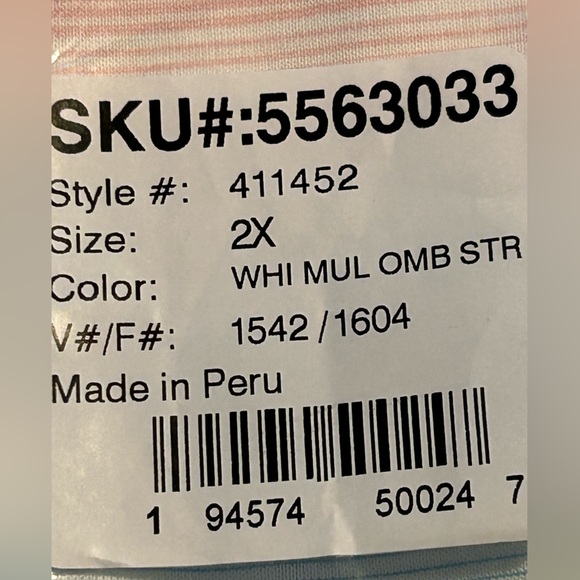 SKU#:5563033
Style #: 411452
Size: 2X
Color: WHI MUL OMB STR
V#/F#: 1542/1604
Made in Peru
1 94574 50024 7